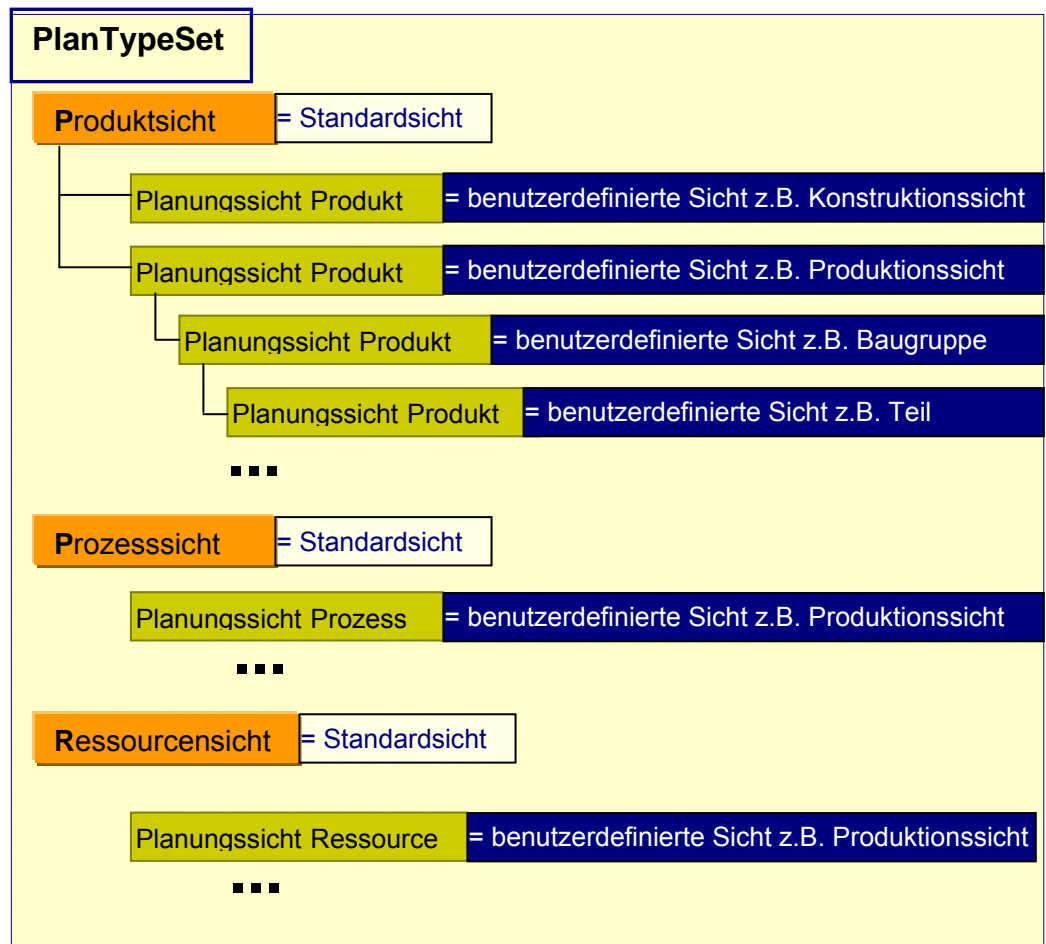 PlanTypeSet
Produktsicht = Standardsicht
Planungssicht Produkt = benutzerdefinierte Sicht z.B. Konstruktionssicht
Planungssicht Produkt = benutzerdefinierte Sicht z.B. Produktionssicht
Planungssicht Produkt = benutzerdefinierte Sicht z.B. Baugruppe
Planungssicht Produkt = benutzerdefinierte Sicht z.B. Teil
...
Prozesssicht = Standardsicht
Planungssicht Prozess = benutzerdefinierte Sicht z.B. Produktionssicht
...
Ressourcensicht = Standardsicht
Planungssicht Ressource = benutzerdefinierte Sicht z.B. Produktionssicht
...